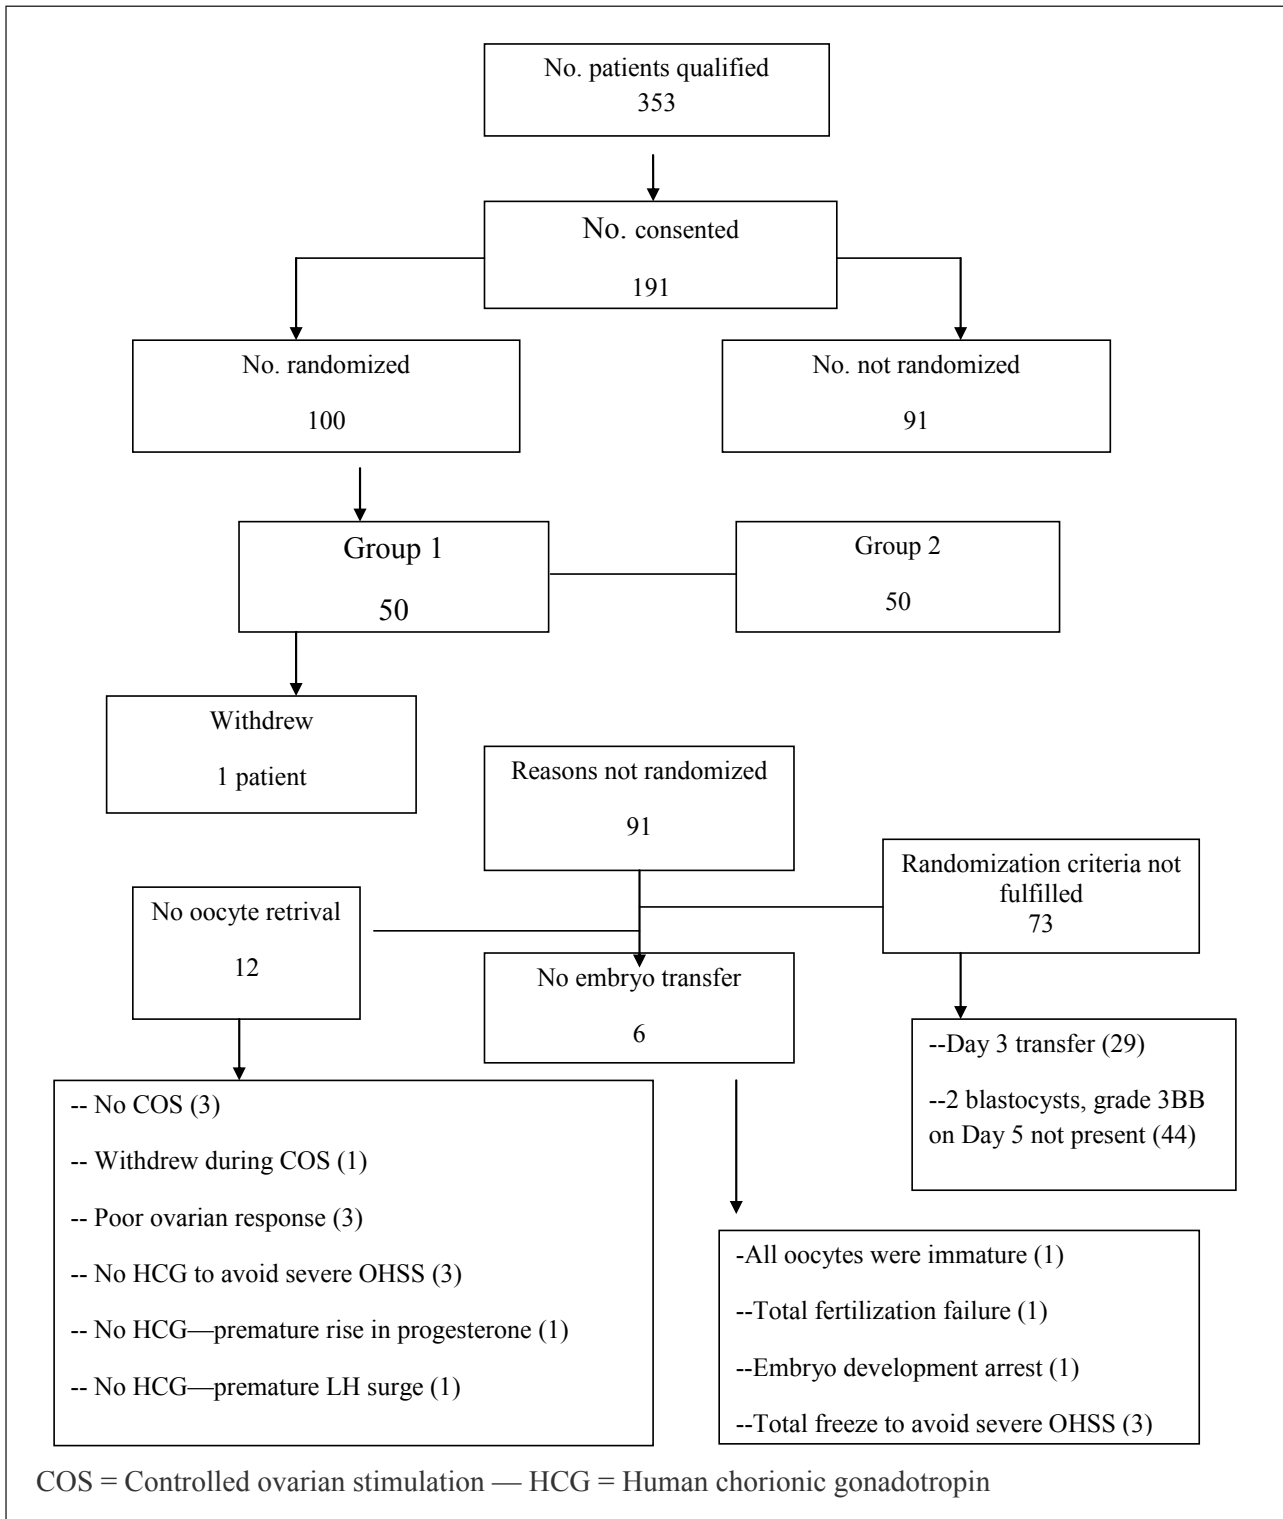 No. patients qualified
353
No. consented
191
No. randomized
100
No. not randomized
91
Group 1
50
Group 2
50
Withdrew
1 patient
Reasons not randomized
91
Randomization criteria not
fulfilled
73
No oocyte retrival
12
No embryo transfer
6
--Day 3 transfer (29)
--2 blastocysts, grade 3BB
on Day 5 not present (44)
-- No COS (3)
-- Withdrew during COS (1)
-- Poor ovarian response (3)
-- No HCG to avoid severe OHSS (3)
-- No HCG—premature rise in progesterone (1)
-- No HCG—premature LH surge (1)
-All oocytes were immature (1)
--Total fertilization failure (1)
--Embryo development arrest (1)
--Total freeze to avoid severe OHSS (3)
COS = Controlled ovarian stimulation — HCG = Human chorionic gonadotropin